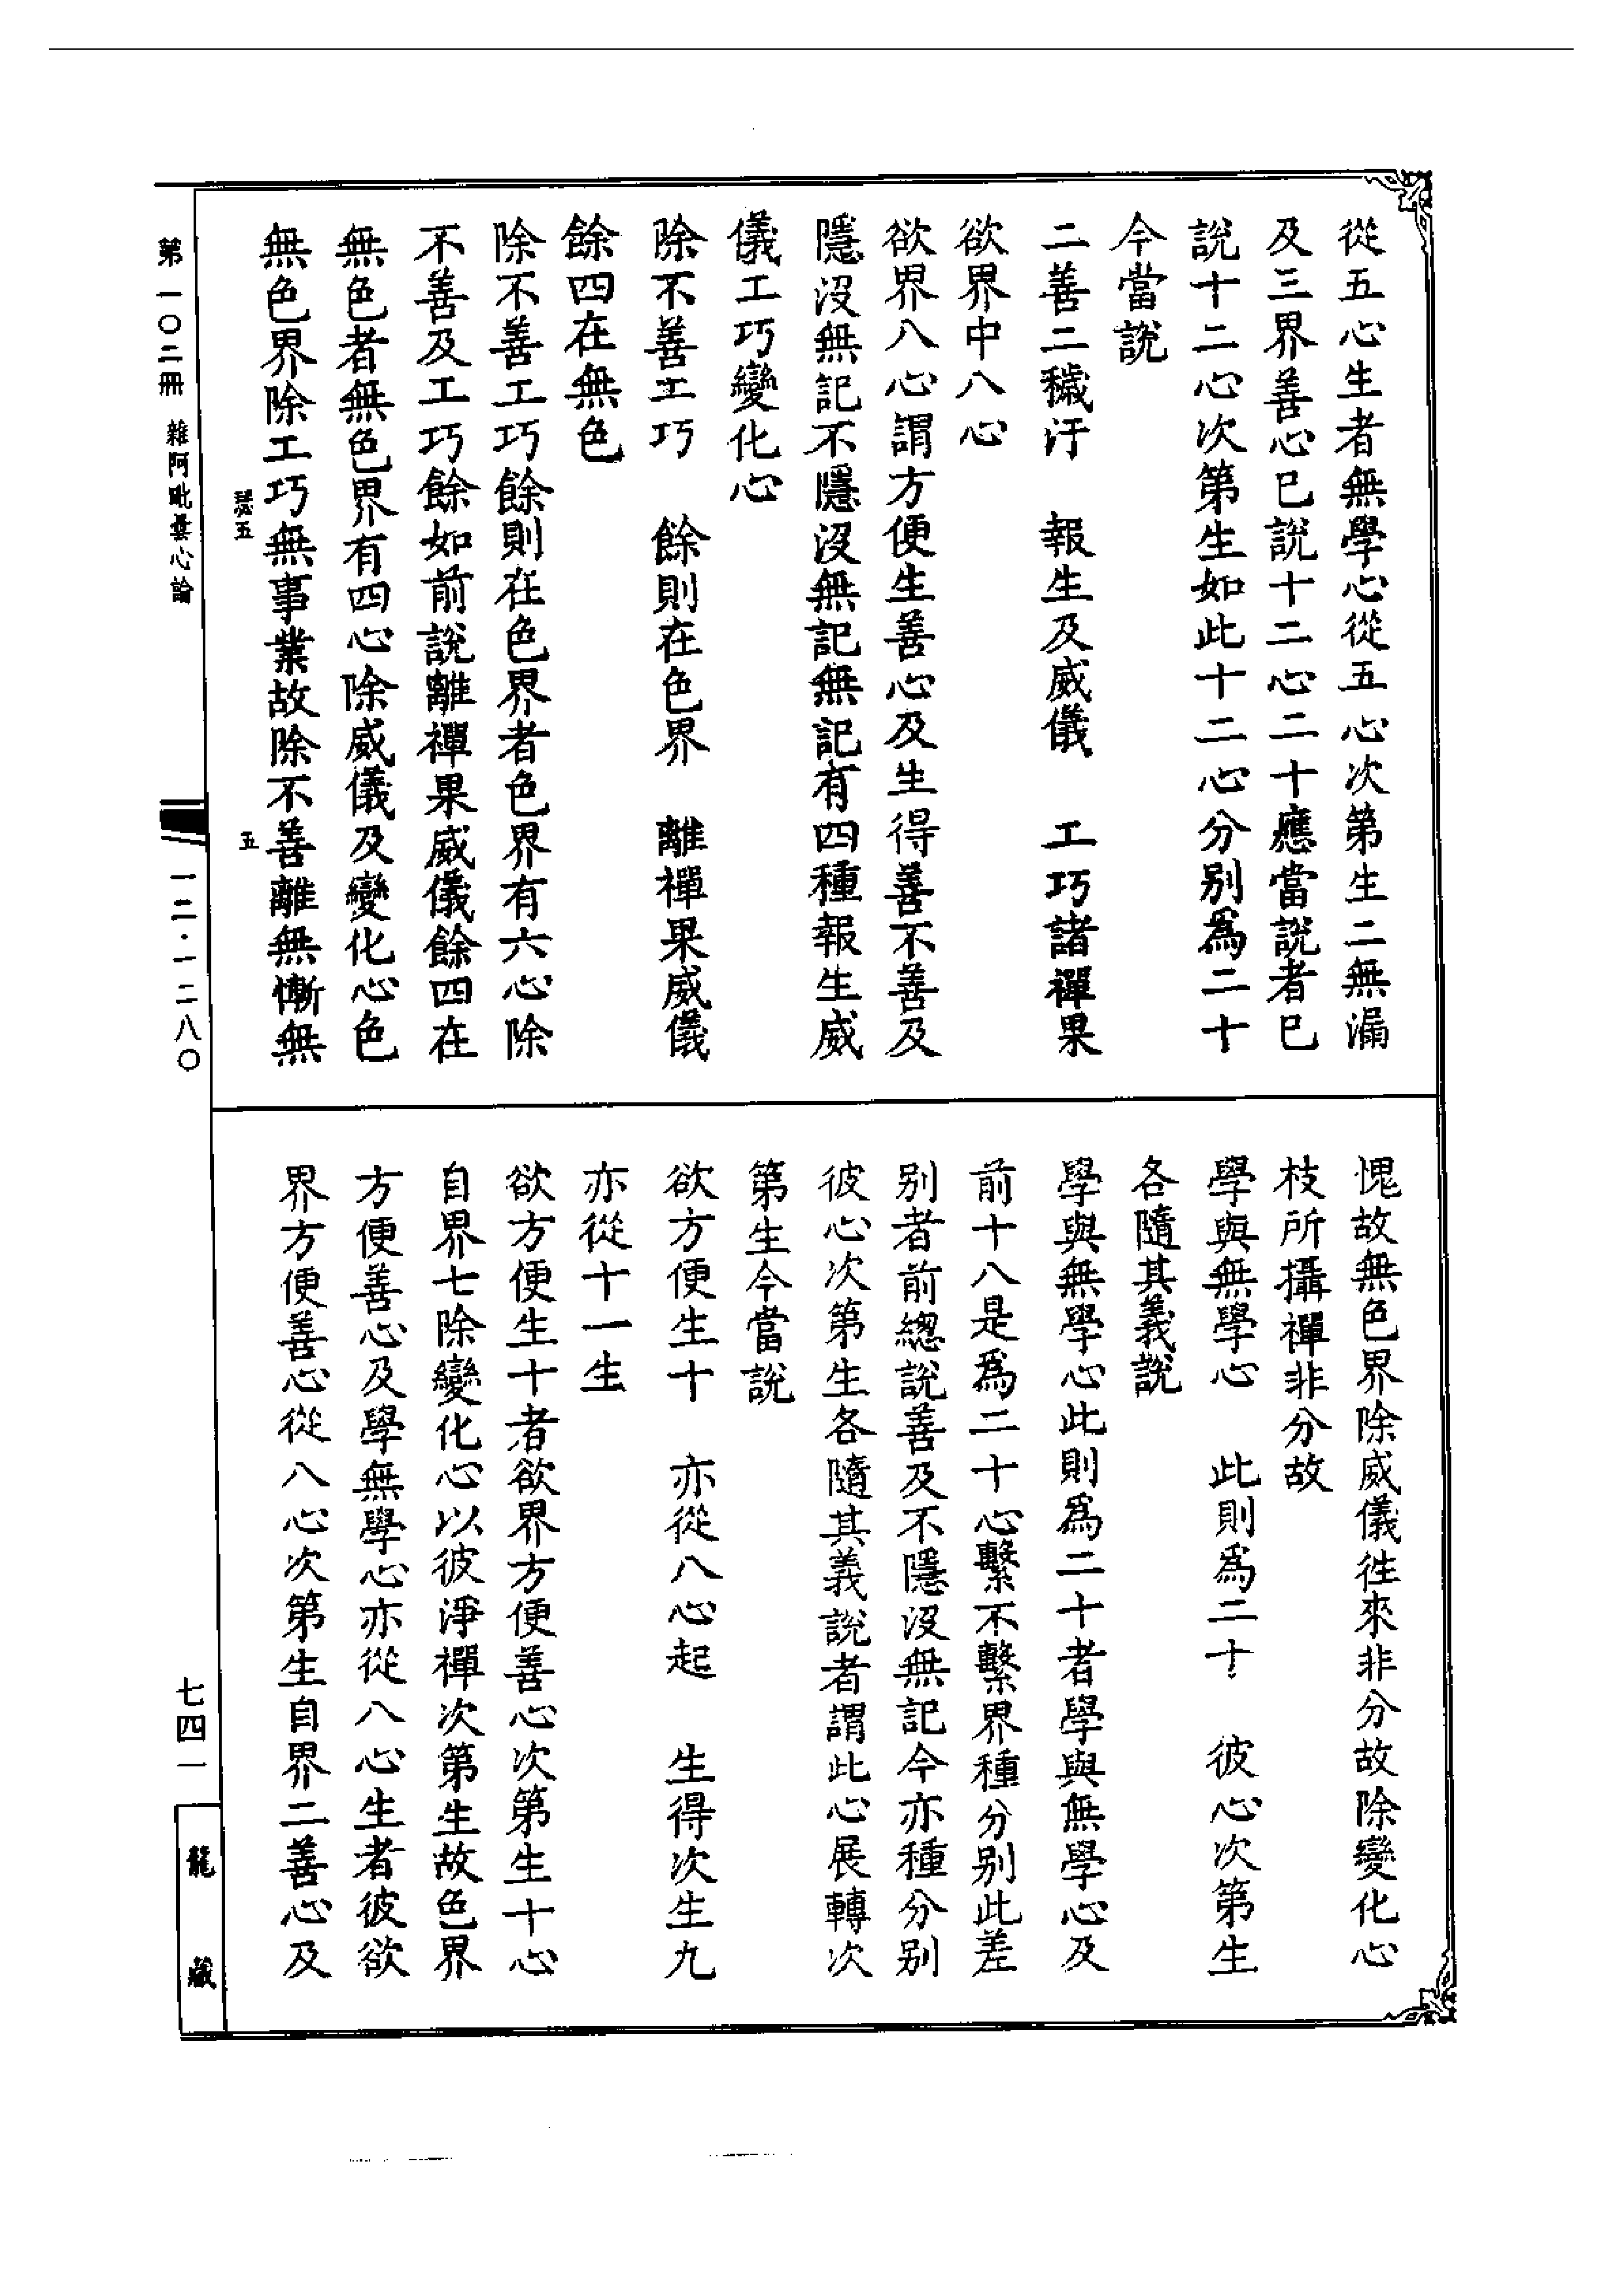 從五心生者無學心從五心次第生二無漏
及三界善心已說十二心二十應當說者已
說十二心次第生如此十二心分别爲二十
今當說
二善二穢汙　報生及威儀　工巧諸禪果
欲界中八心
欲界八心謂方便生善心及生得善不善及
隱沒無記不隱沒無記無記有四種報生威
儀工巧變化心
除不善工巧　餘則在色界　離禪果威儀
餘四在無色
除不善工巧餘則在色界者色界有六心除
不善及工巧餘如前說離禪果威儀餘四在
無色者無色界有四心除威儀及變化心色
無色界除工巧無事業故除不善離無慚無
愧故無色界除威儀徃來非分故除變化心
枝所攝禪非分故
學與無學心　此則爲二十　彼心次第生
各隨其義說
學與無學心此則爲二十者學與無學心及
前十八是爲二十心繫不繫界種分别此差
别者前總說善及不隱沒無記今亦種分别
彼心次第生各隨其義說者謂此心展轉次
第生今當說
欲方便生十　亦從八心起　生得次生九
亦從十一生
欲方便生十者欲界方便善心次第生十心
自界七除變化心以彼淨禪次第生故色界
方便善心及學無學心亦從八心生者彼欲
界方便善心從八心次第生自界二善心及
第一〇二冊　雜阿毗曇心論
瑟五
五
一二·一二八〇
七四一
龍藏